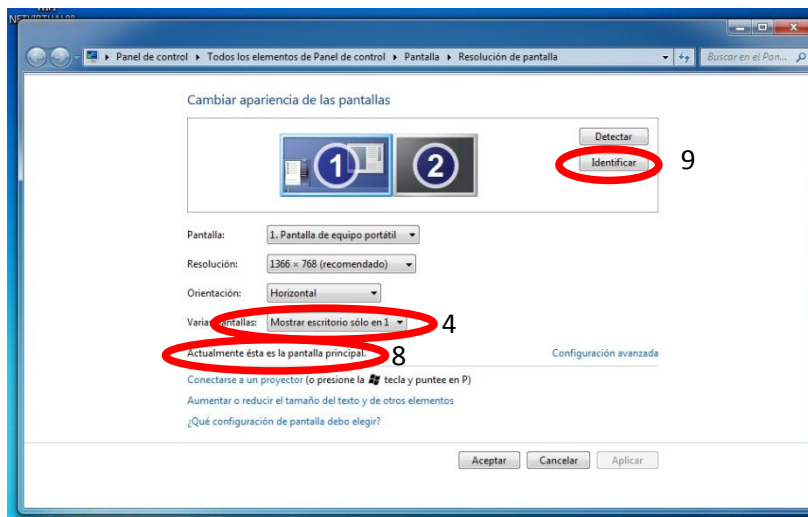 NETVIRTUAL88
Panel de control ▸ Todos los elementos de Panel de control ▸ Pantalla ▸ Resolución de pantalla
Buscar en el Pan...
Cambiar apariencia de las pantallas
1
2
Detectar
Identificar
9
Pantalla:
1. Pantalla de equipo portátil
Resolución:
1366 × 768 (recomendado)
Orientación:
Horizontal
pantallas:
Mostrar escritorio sólo en 1
4
Actualmente ésta es la pantalla principal.
8
Configuración avanzada
Conectarse a un proyector (o presione la tecla y puntee en P)
Aumentar o reducir el tamaño del texto y de otros elementos
¿Qué configuración de pantalla debo elegir?
Aceptar
Cancelar
Aplicar